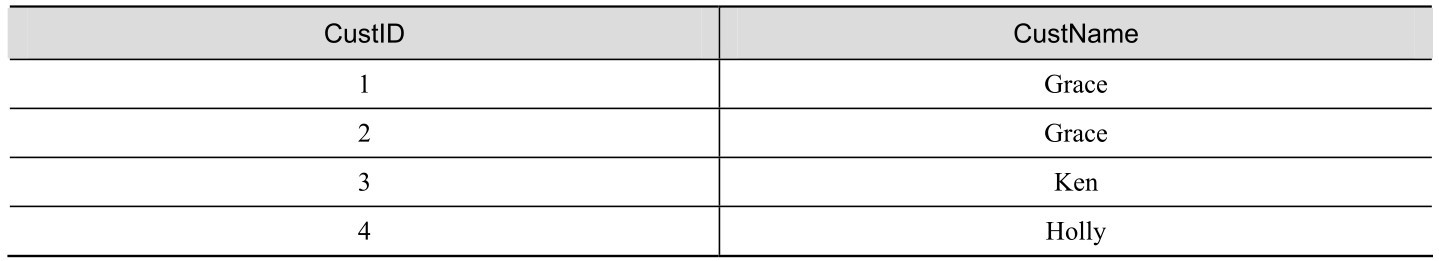 CustID CustName
1 Grace
2 Grace
3 Ken
4 Holly